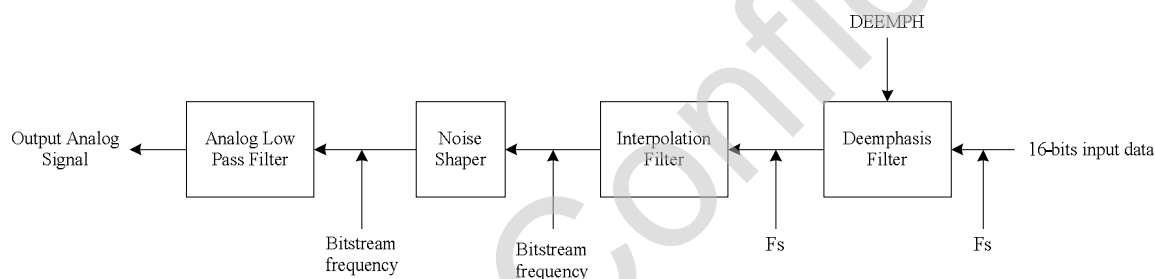 DEEMPH
Output Analog
Signal
Analog Low
Pass Filter
Noise
Shaper
Interpolation
Filter
Deemphasis
Filter
16-bits input data
Bitstream
frequency
Bitstream
frequency
Fs
Fs